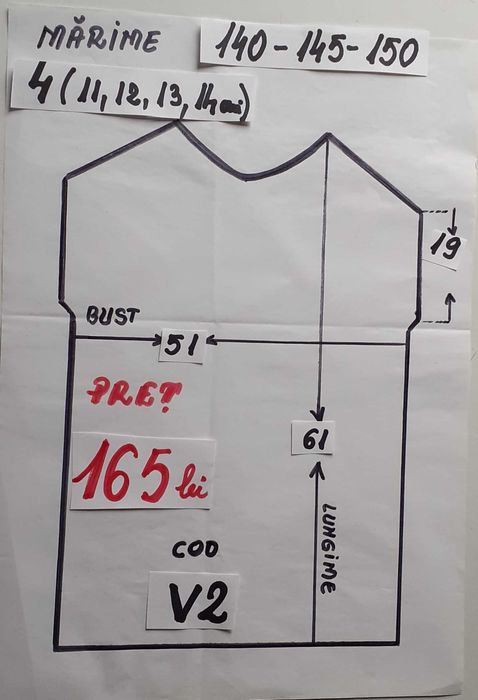 MĂRIME 140-145-150
4 (11, 12, 13, 14 ani)
19
BUST
51
PREȚ
61
165 lei
LUNGIME
COD
V2